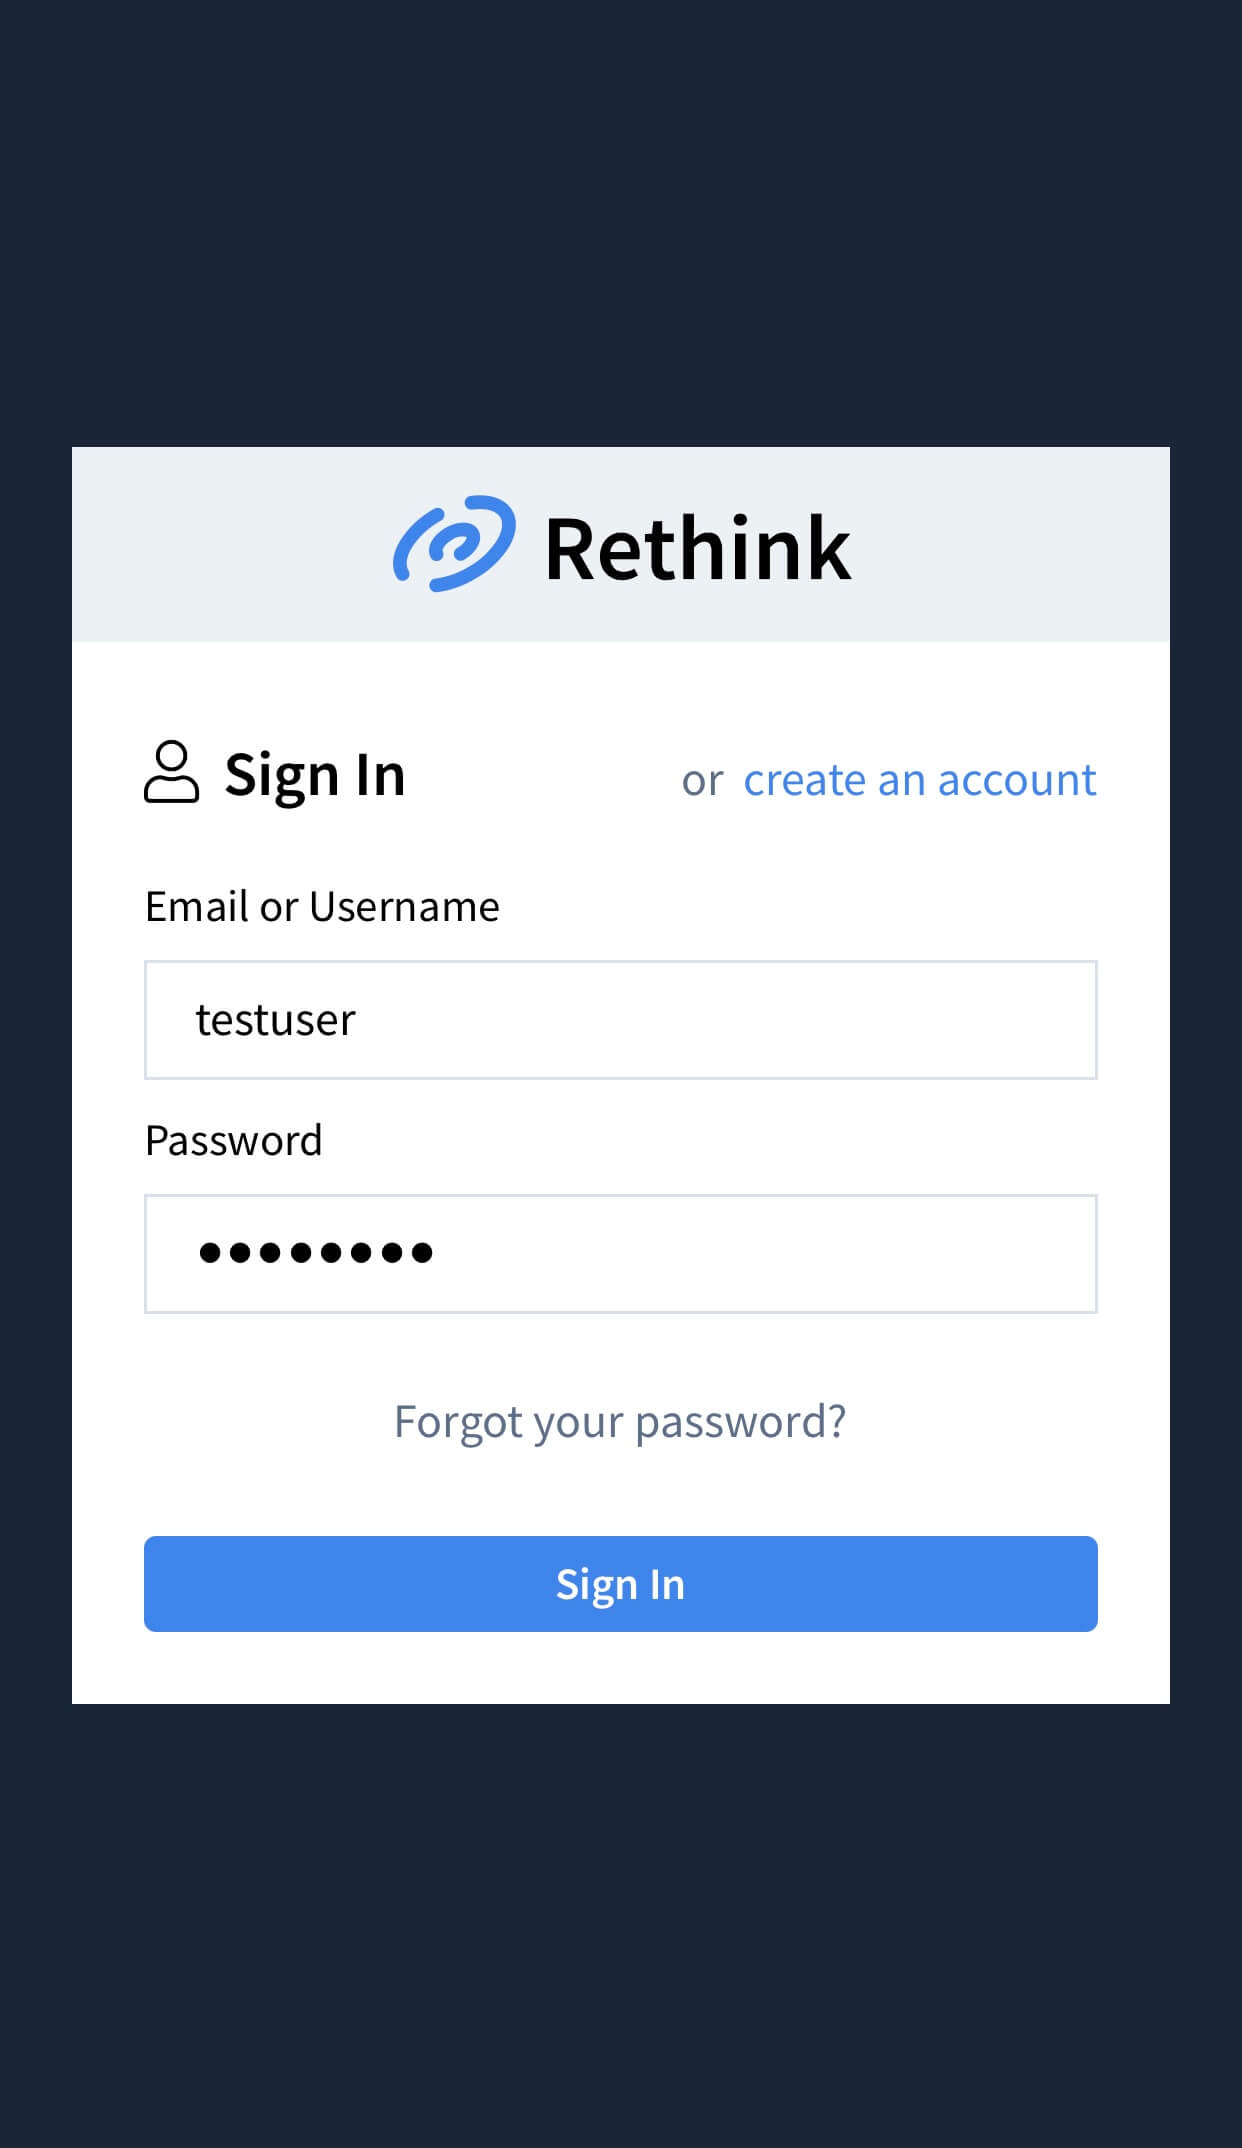 Rethink
Sign In
or create an account
Email or Username
testuser
Password
••••••••
Forgot your password?
Sign In